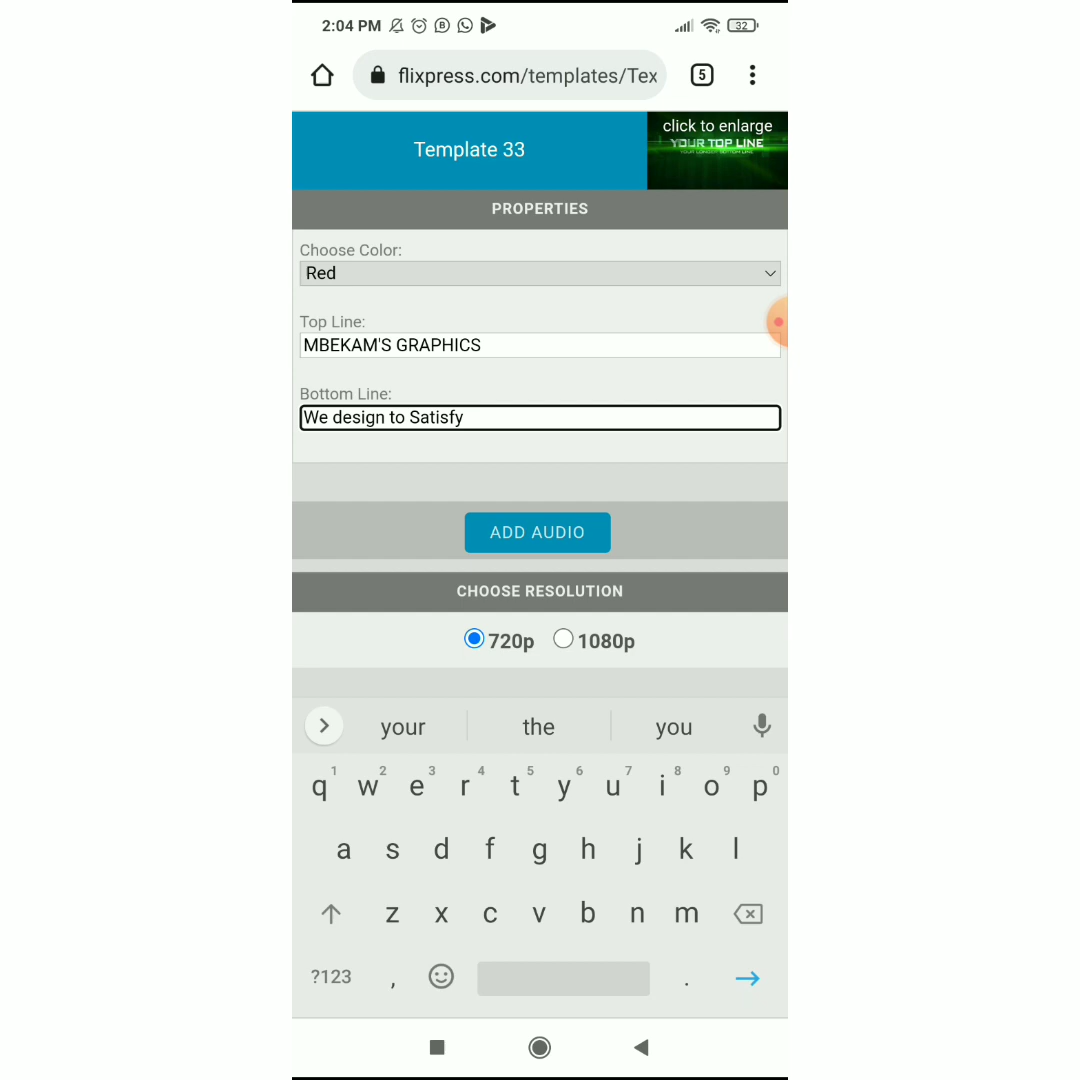 2:04 PM 32
flixpress.com/templates/Tex 5
Template 33
click to enlarge
YOUR TOP LINE
PROPERTIES
Choose Color:
Red
Top Line:
MBEKAM'S GRAPHICS
Bottom Line:
We design to Satisfy
ADD AUDIO
CHOOSE RESOLUTION
720p 1080p
your the you
1 2 3 4 5 6 7 8 9 0
q w e r t y u i o p
a s d f g h j k l
z x c v b n m
?123 , .